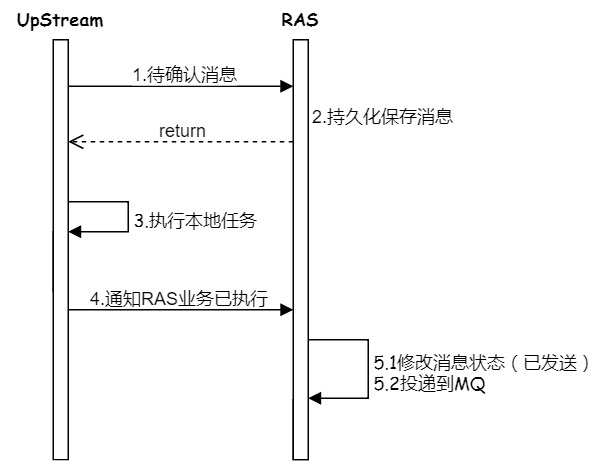 UpStream
RAS
1.待确认消息
2.持久化保存消息
return
3.执行本地任务
4.通知RAS业务已执行
5.1修改消息状态（已发送）
5.2投递到MQ